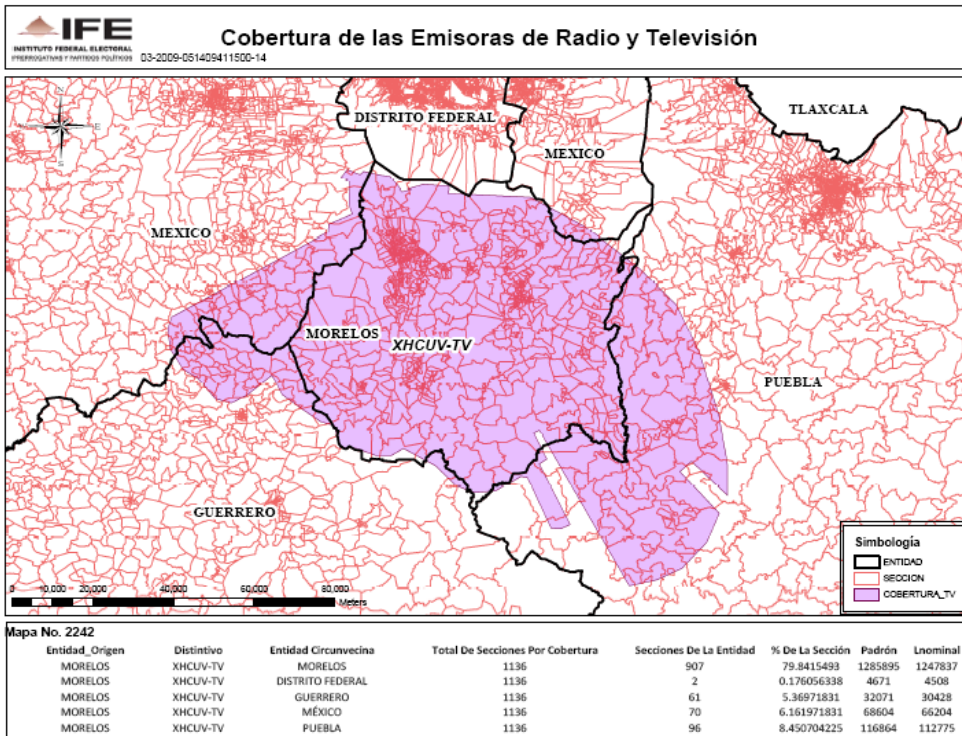 IFE
INSTITUTO FEDERAL ELECTORAL
PRERROGATIVAS Y PARTIDOS POLÍTICOS
03-2009-051409411500-14
Cobertura de las Emisoras de Radio y Televisión
N
E
S
DISTRITO FEDERAL
TLAXCALA
MEXICO
MEXICO
MORELOS
XHCUV-TV
PUEBLA
GUERRERO
Simbología
ENTIDAD
SECCION
COBERTURA_TV
0 10,000 20,000 40,000 60,000 80,000
Meters
Mapa No. 2242
Entidad_Origen Distintivo Entidad Circunvecina Total De Secciones Por Cobertura Secciones De La Entidad % De La Sección Padrón Lnominal
MORELOS XHCUV-TV MORELOS 1136 907 79.8415493 1285895 1247837
MORELOS XHCUV-TV DISTRITO FEDERAL 1136 2 0.176056338 4671 4508
MORELOS XHCUV-TV GUERRERO 1136 61 5.36971831 32071 30428
MORELOS XHCUV-TV MÉXICO 1136 70 6.161971831 68604 66204
MORELOS XHCUV-TV PUEBLA 1136 96 8.450704225 116864 112775